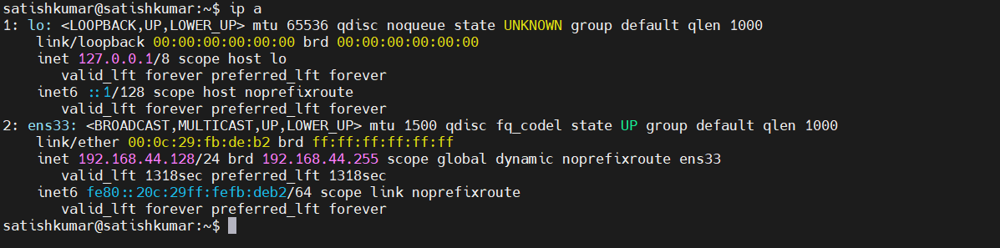 satishkumar@satishkumar:~$ ip a
1: lo: <LOOPBACK,UP,LOWER_UP> mtu 65536 qdisc noqueue state UNKNOWN group default qlen 1000
    link/loopback 00:00:00:00:00:00 brd 00:00:00:00:00:00
    inet 127.0.0.1/8 scope host lo
       valid_lft forever preferred_lft forever
    inet6 ::1/128 scope host noprefixroute
       valid_lft forever preferred_lft forever
2: ens33: <BROADCAST,MULTICAST,UP,LOWER_UP> mtu 1500 qdisc fq_codel state UP group default qlen 1000
    link/ether 00:0c:29:fb:de:b2 brd ff:ff:ff:ff:ff:ff
    inet 192.168.44.128/24 brd 192.168.44.255 scope global dynamic noprefixroute ens33
       valid_lft 1318sec preferred_lft 1318sec
    inet6 fe80::20c:29ff:fefb:deb2/64 scope link noprefixroute
       valid_lft forever preferred_lft forever
satishkumar@satishkumar:~$